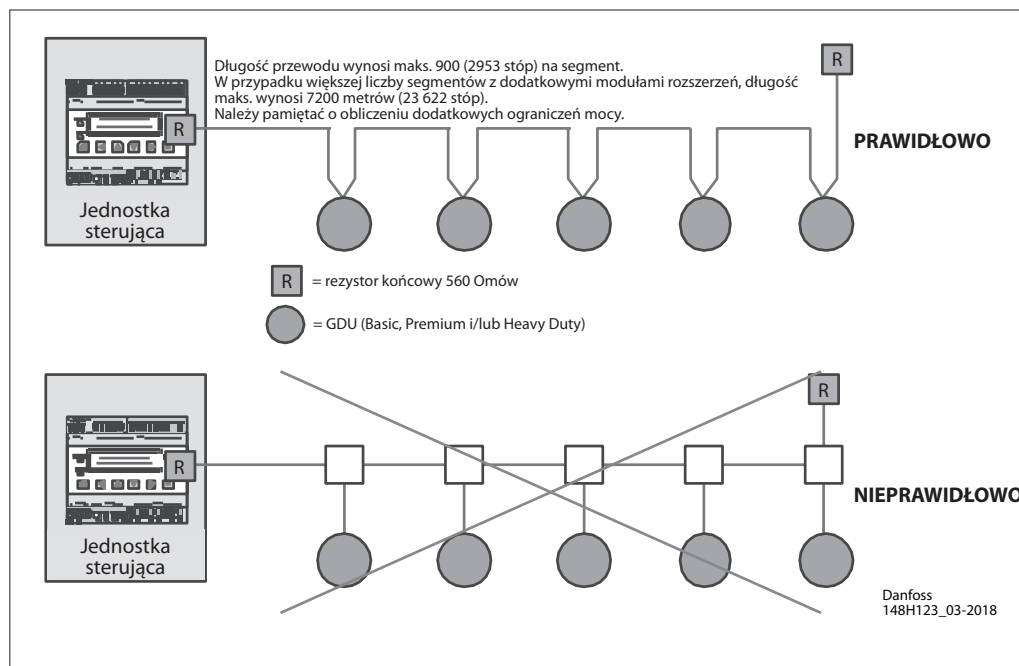 Długość przewodu wynosi maks. 900 (2953 stóp) na segment.
W przypadku większej liczby segmentów z dodatkowymi modułami rozszerzeń, długość
maks. wynosi 7200 metrów (23 622 stóp).
Należy pamiętać o obliczeniu dodatkowych ograniczeń mocy.
R
R
PRAWIDŁOWO
Jednostka
sterująca
R = rezystor końcowy 560 Omów
= GDU (Basic, Premium i/lub Heavy Duty)
R
R
NIEPRAWIDŁOWO
Jednostka
sterująca
Danfoss
148H123_03-2018